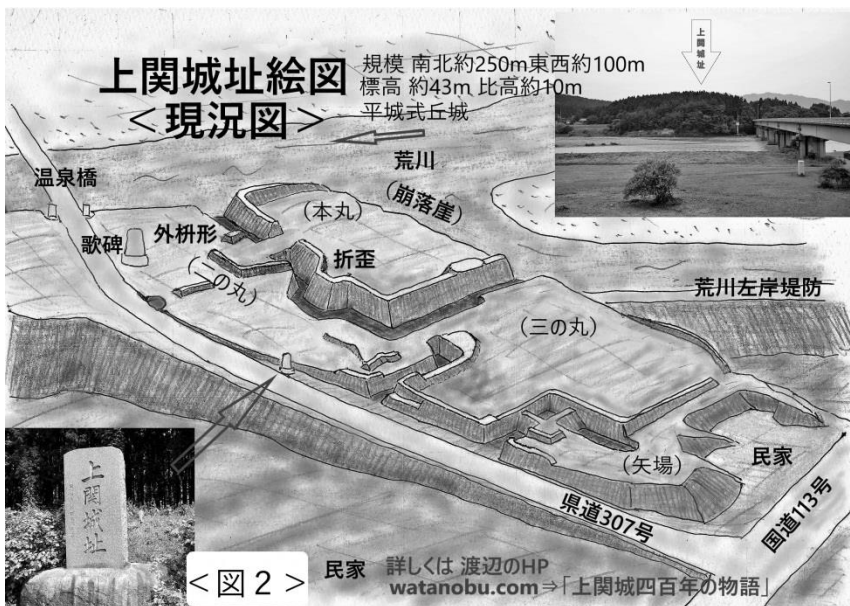 上関城址絵図
＜現況図＞
規模 南北約250m東西約100m
標高 約43m 比高約10m
平城式丘城
上関城址
荒川
(崩落崖)
温泉橋
歌碑
外枡形
(本丸)
折歪
(二の丸)
(三の丸)
荒川左岸堤防
(矢場)
民家
県道307号
国道113号
上関城址
＜図2＞
民家
詳しくは 渡辺のHP
watanobu.com⇒「上関城四百年の物語」